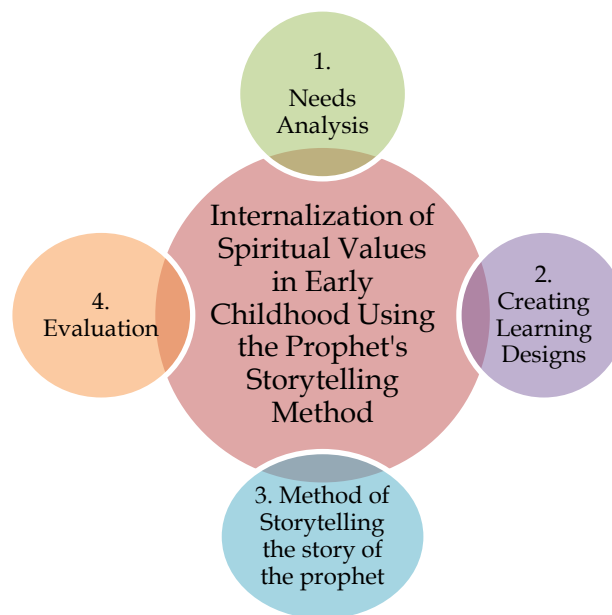 1.
Needs
Analysis
Internalization of
Spiritual Values
in Early
Childhood Using
the Prophet's
Storytelling
Method
2.
Creating
Learning
Designs
3. Method of
Storytelling
the story of
the prophet
4.
Evaluation